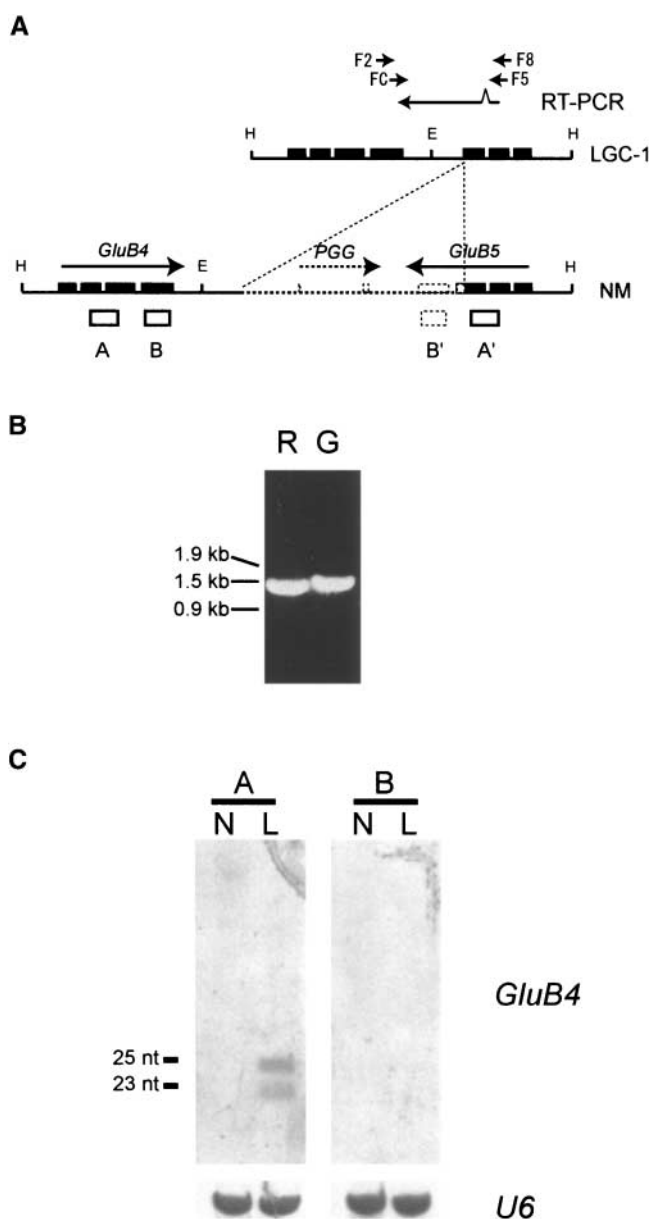 A
F2 F8
FC F5
RT-PCR
H E H
LGC-1
GluB4 PGG GluB5
H E H
NM
A B B' A'
B
R G
1.9 kb
1.5 kb
0.9 kb
C
A B
N L N L
GluB4
25 nt
23 nt
U6